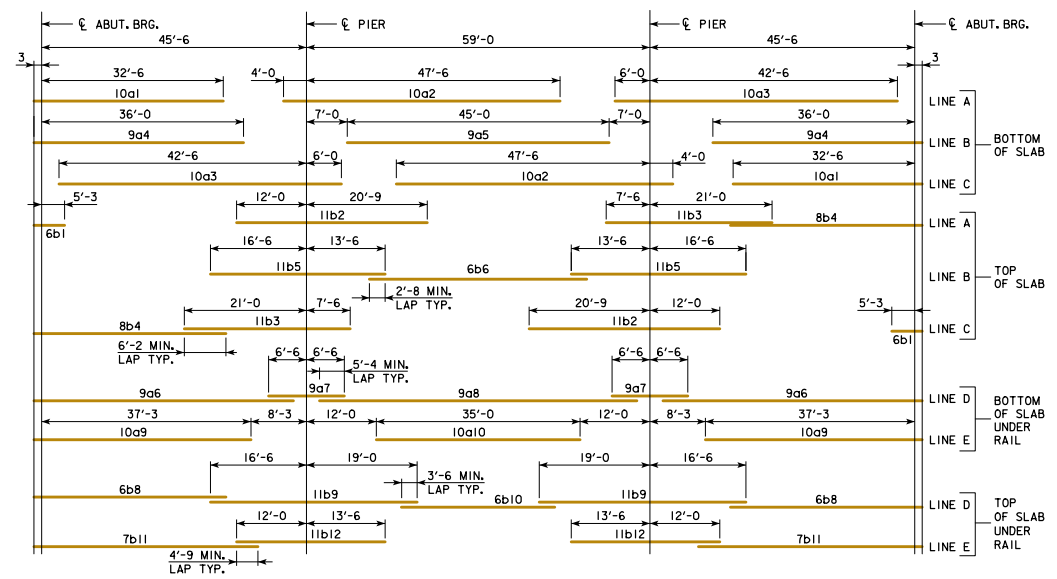 ℄ ABUT. BRG. ℄ PIER ℄ PIER ℄ ABUT. BRG.
45'-6 59'-0 45'-6
3 3
32'-6 4'-0 47'-6 6'-0 42'-6
10a1 10a2 10a3 LINE A
36'-0 7'-0 45'-0 7'-0 36'-0
9a4 9a5 9a4 LINE B
BOTTOM
OF SLAB
42'-6 6'-0 47'-6 4'-0 32'-6
10a3 10a2 10a1 LINE C
5'-3 12'-0 20'-9 7'-6 21'-0
6b1 11b2 11b3 8b4 LINE A
16'-6 13'-6 13'-6 16'-6
11b5 6b6 11b5 LINE B
TOP
OF SLAB
2'-8 MIN.
LAP TYP.
21'-0 7'-6 20'-9 12'-0 5'-3
8b4 11b3 11b2 6b1 LINE C
6'-2 MIN.
LAP TYP.
6'-6 6'-6 6'-6 6'-6
5'-4 MIN.
LAP TYP.
9a6 9a7 9a8 9a7 9a6 LINE D
37'-3 8'-3 12'-0 35'-0 12'-0 8'-3 37'-3
10a9 10a10 10a9 LINE E
BOTTOM
OF SLAB
UNDER
RAIL
16'-6 19'-0 19'-0 16'-6
3'-6 MIN.
LAP TYP.
6b8 11b9 6b10 11b9 6b8 LINE D
12'-0 13'-6 13'-6 12'-0
7b11 11b12 11b12 7b11 LINE E
TOP
OF SLAB
UNDER
RAIL
4'-9 MIN.
LAP TYP.